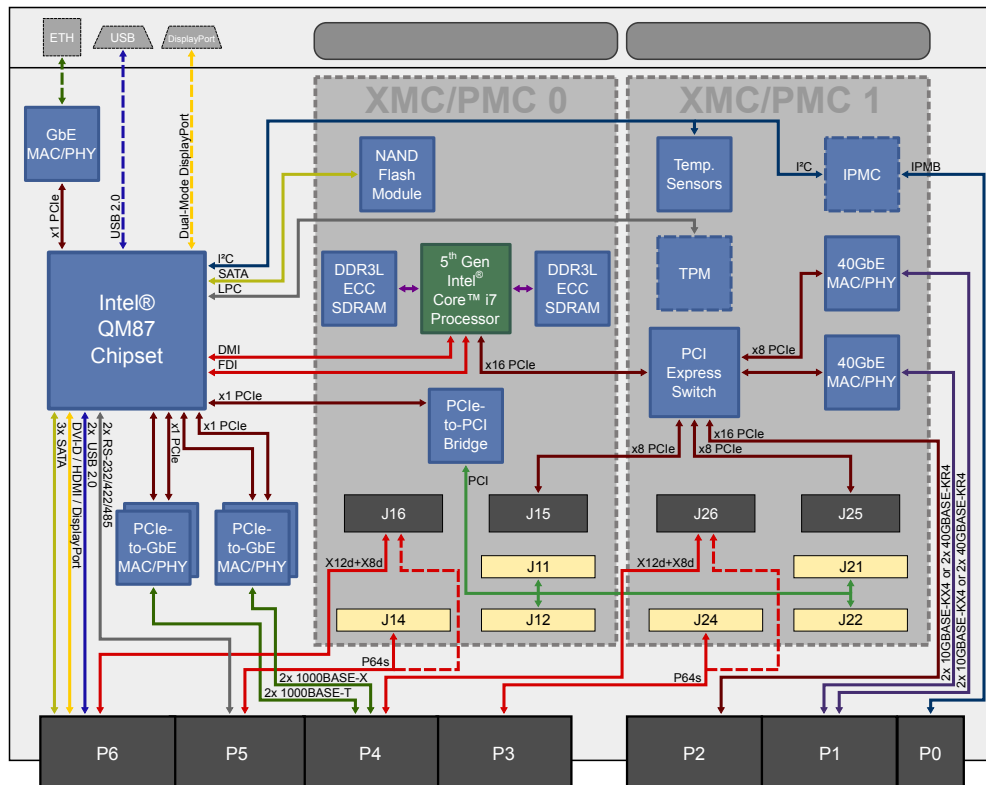 ETH
USB
DisplayPort
XMC/PMC 0
XMC/PMC 1
GbE
MAC/PHY
x1 PCIe
USB 2.0
Dual-Mode DisplayPort
NAND
Flash
Module
Temp.
Sensors
I²C
IPMC
IPMB
Intel®
QM87
Chipset
I²C
SATA
LPC
DMI
FDI
x1 PCIe
DDR3L
ECC
SDRAM
5th Gen
Intel®
Core™ i7
Processor
DDR3L
ECC
SDRAM
TPM
40GbE
MAC/PHY
x16 PCIe
PCI
Express
Switch
x8 PCIe
40GbE
MAC/PHY
PCIe-
to-PCI
Bridge
PCI
x8 PCIe
x8 PCIe
x16 PCIe
3x SATA
DVI-D / HDMI / DisplayPort
2x USB 2.0
2x RS-232/422/485
x1 PCIe
x1 PCIe
PCIe-
to-GbE
MAC/PHY
PCIe-
to-GbE
MAC/PHY
J16
J15
J26
J25
X12d+X8d
J11
X12d+X8d
J21
J14
J12
J24
J22
P64s
P64s
2x 1000BASE-X
2x 1000BASE-T
2x 10GBASE-KX4 or 2x 40GBASE-KR4
2x 10GBASE-KX4 or 2x 40GBASE-KR4
P6
P5
P4
P3
P2
P1
P0